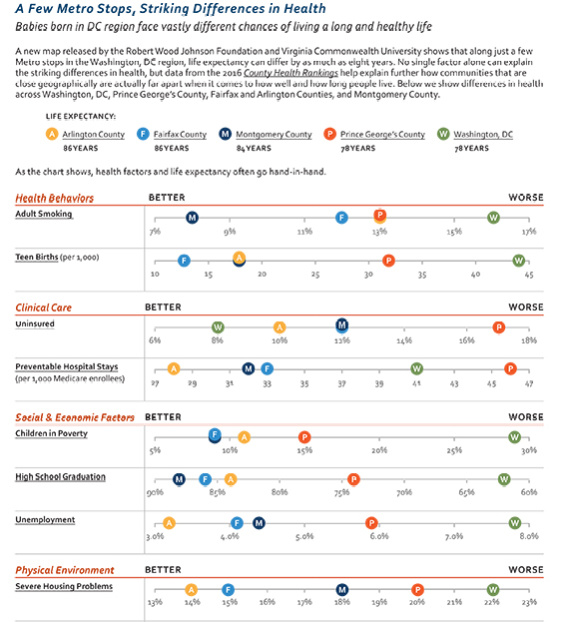 A Few Metro Stops, Striking Differences in Health
Babies born in DC region face vastly different chances of living a long and healthy life
A new map released by the Robert Wood Johnson Foundation and Virginia Commonwealth University shows that along just a few
Metro stops in the Washington, DC region, life expectancy can differ by as much as eight years. No single factor alone can explain
the striking differences in health, but data from the 2016 County Health Rankings help explain further how communities that are
close geographically are actually far apart when it comes to how well and how long people live. Below we show differences in health
across Washington, DC, Prince George's County, Fairfax and Arlington Counties, and Montgomery County.
LIFE EXPECTANCY:
A Arlington County F Fairfax County M Montgomery County P Prince George's County W Washington, DC
86YEARS 86YEARS 84YEARS 78YEARS 78YEARS
As the chart shows, health factors and life expectancy often go hand-in-hand.
Health Behaviors BETTER WORSE
Adult Smoking M F P W
7% 9% 11% 13% 15% 17%
Teen Births (per 1,000) F A P W
10 15 20 25 30 35 40 45
Clinical Care BETTER WORSE
Uninsured W A M P
6% 8% 10% 12% 14% 16% 18%
Preventable Hospital Stays A M F W P
(per 1,000 Medicare enrollees) 27 29 31 33 35 37 39 41 43 45 47
Social & Economic Factors BETTER WORSE
Children in Poverty F A P W
5% 10% 15% 20% 25% 30%
High School Graduation M F A P W
90% 85% 80% 75% 70% 65% 60%
Unemployment A F M P W
3.0% 4.0% 5.0% 6.0% 7.0% 8.0%
Physical Environment BETTER WORSE
Severe Housing Problems A F M P W
13% 14% 15% 16% 17% 18% 19% 20% 21% 22% 23%